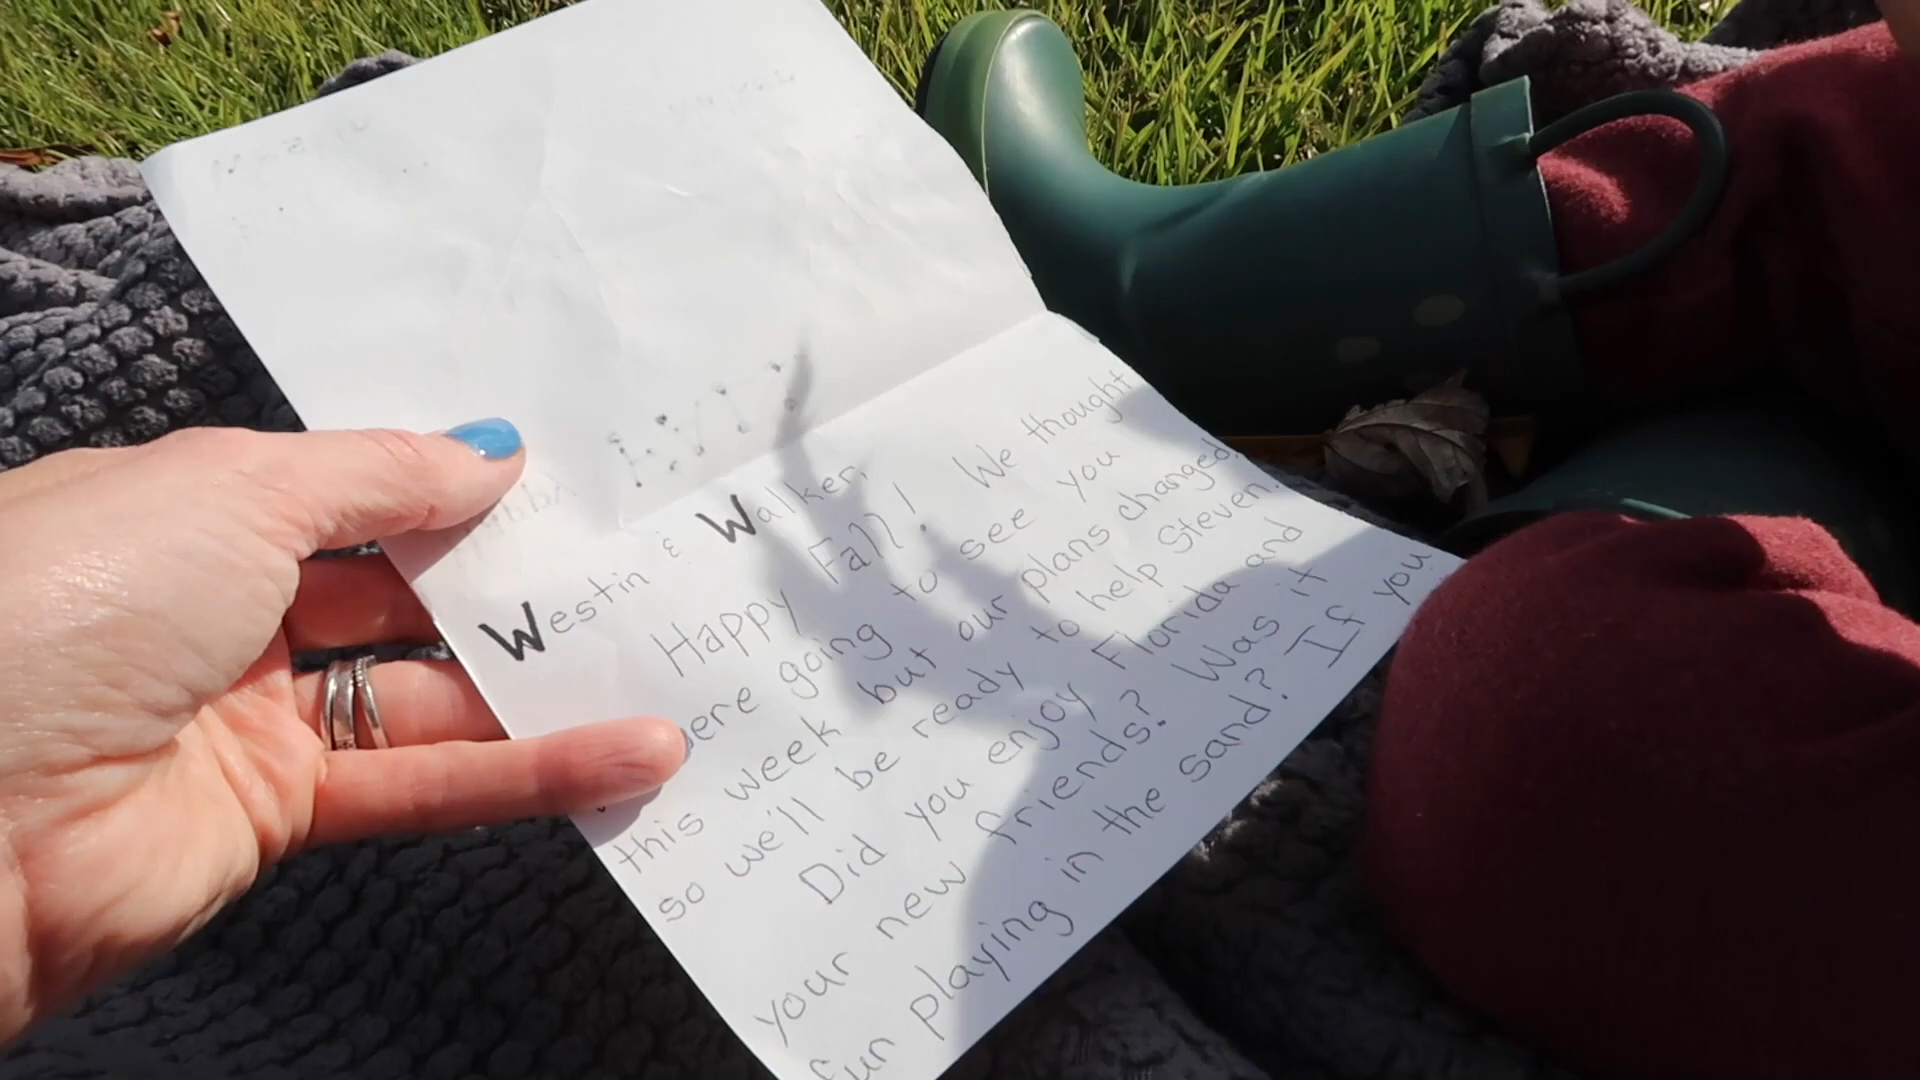 Westin & Walker,
Happy Fall! We thought
were going to see you
this week but our plans changed,
so we'll be ready to help Steven.
Did you enjoy Florida and
your new friends? Was it
fun playing in the sand? If you